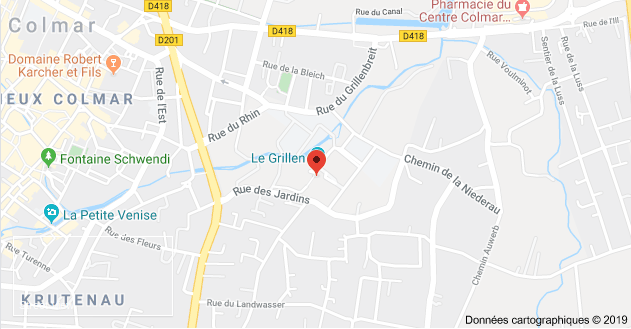 D418
D418
D418
D201
Colmar
Pharmacie du
Centre Colmar...
Rue du Canal
Rue de l'Ill
Domaine Robert
Karcher et Fils
Rue de la Bleich
Rue de l'Est
Rue du Rhin
Rue du Grillenbreit
Rue Voulminot
Sentier de la Luss
Rue de la Luss
IEUX COLMAR
Fontaine Schwendi
Le Grillen
Chemin de la Niederau
Rue des Jardins
La Petite Venise
Rue des Fleurs
Rue Turenne
Chemin Auwerb
KRUTENAU
Rue du Landwasser
Données cartographiques © 2019